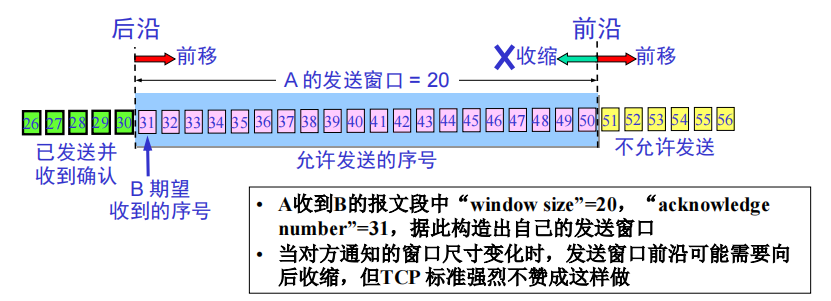 后沿
前沿
前移
收缩
前移
A 的发送窗口 = 20
26 27 28 29 30 31 32 33 34 35 36 37 38 39 40 41 42 43 44 45 46 47 48 49 50 51 52 53 54 55 56
已发送并
收到确认
B 期望
收到的序号
允许发送的序号
不允许发送
• A收到B的报文段中“window size”=20，“acknowledge
number”=31，据此构造出自己的发送窗口
• 当对方通知的窗口尺寸变化时，发送窗口前沿可能需要向
后收缩，但TCP 标准强烈不赞成这样做